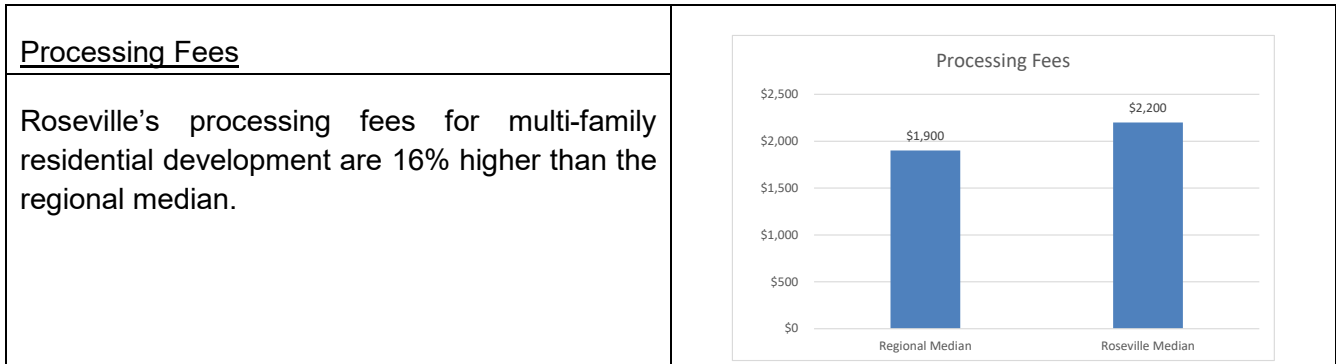 Processing Fees
Roseville’s processing fees for multi-family
residential development are 16% higher than the
regional median.
Processing Fees
$2,500
$2,000
$1,500
$1,000
$500
$0
$1,900
$2,200
Regional Median
Roseville Median